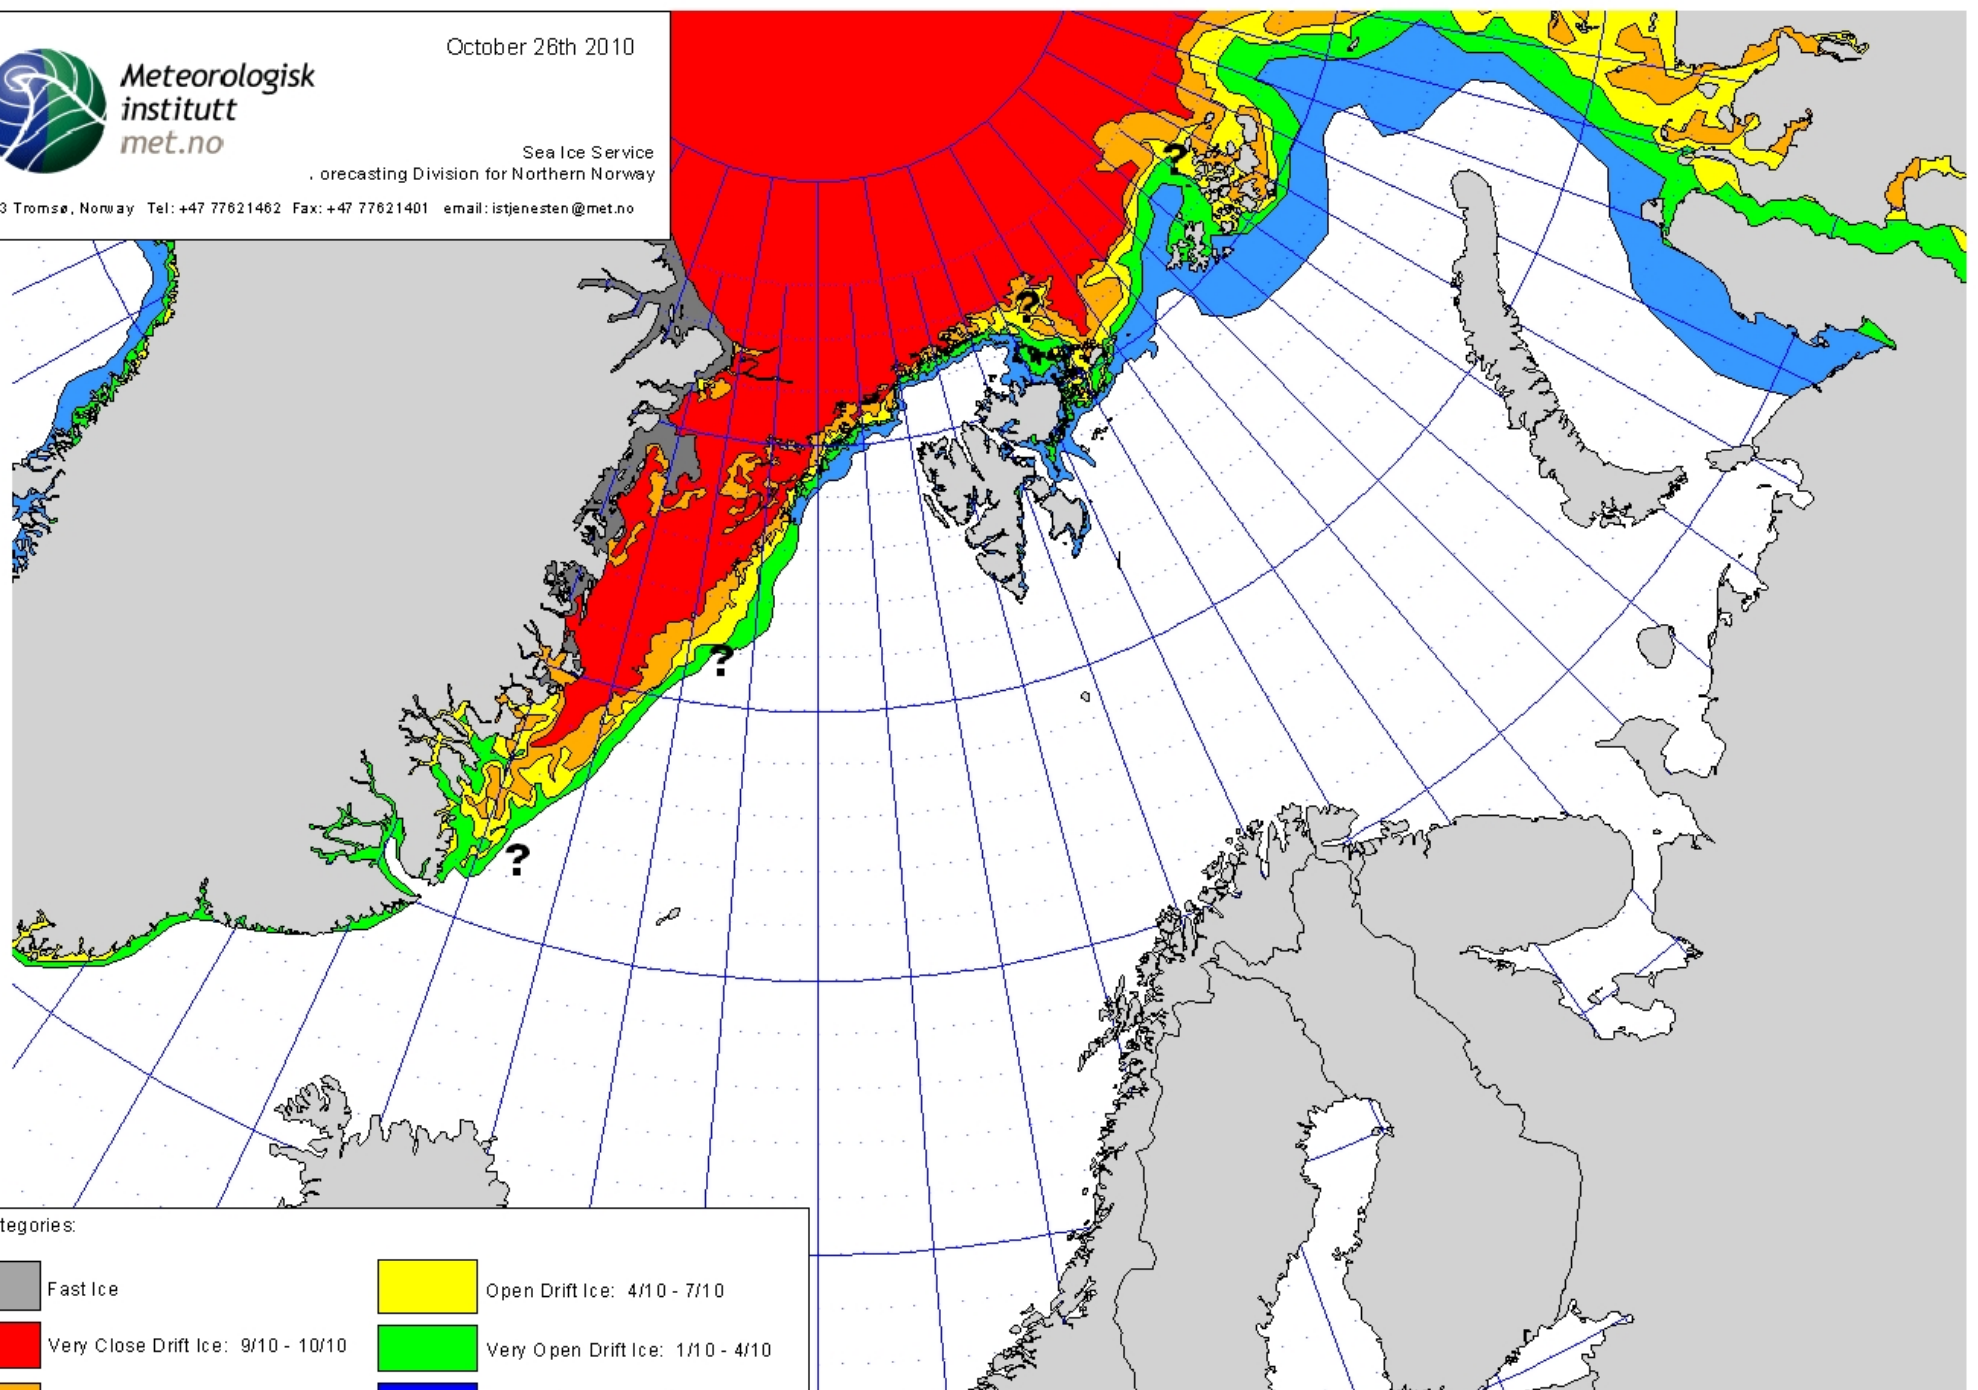 October 26th 2010
Meteorologisk
institutt
met.no
Sea Ice Service
. orecasting Division for Northern Norway
3 Tromsø, Norway Tel: +47 77621462 Fax: +47 77621401 email: istjenesten@met.no
?
?
?
?
tegories:
Fast Ice
Open Drift Ice: 4/10 - 7/10
Very Close Drift Ice: 9/10 - 10/10
Very Open Drift Ice: 1/10 - 4/10